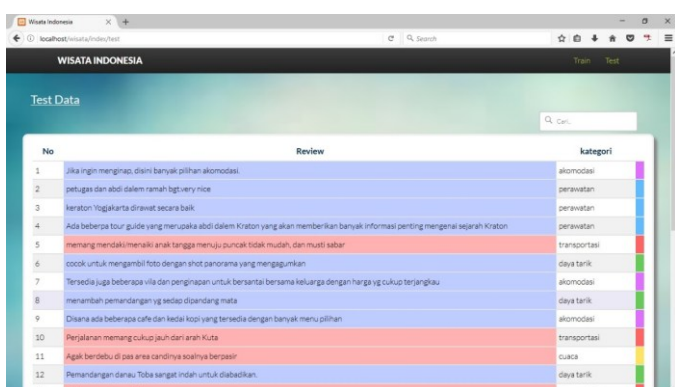 Wisata Indonesia
localhost/wisata/index/test
Search
WISATA INDONESIA
Train Test
Test Data
Cari...
No Review kategori
1 Jika ingin menginap, disini banyak pilihan akomodasi. akomodasi
2 petugas dan abdi dalem ramah bgt.very nice perawatan
3 keraton Yogjakarta dirawat secara baik perawatan
4 Ada beberpa tour guide yang merupaka abdi dalem Kraton yang akan memberikan banyak informasi penting mengenai sejarah Kraton perawatan
5 memang mendaki/menaiki anak tangga menuju puncak tidak mudah, dan musti sabar transportasi
6 cocok untuk mengambil foto dengan shot panorama yang mengagumkan daya tarik
7 Tersedia juga beberapa vila dan penginapan untuk bersantai bersama keluarga dengan harga yg cukup terjangkau akomodasi
8 menambah pemandangan yg sedap dipandang mata daya tarik
9 Disana ada beberapa cafe dan kedai kopi yang tersedia dengan banyak menu pilihan akomodasi
10 Perjalanan memang cukup jauh dari arah Kuta transportasi
11 Agak berdebu di pas area candinya soalnya berpasir cuaca
12 Pemandangan danau Toba sangat indah untuk diabadikan. daya tarik